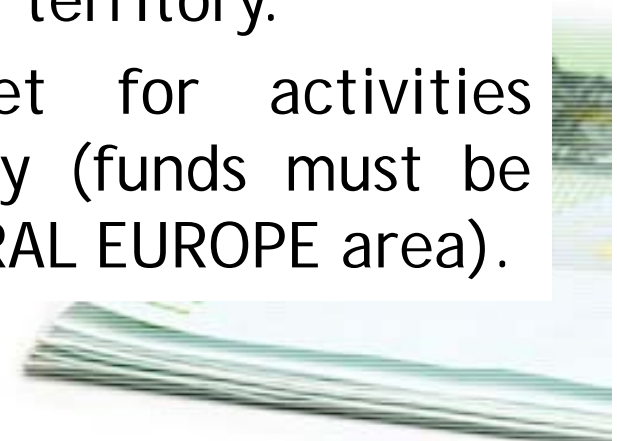 territory.
et for activities
y (funds must be
RAL EUROPE area).